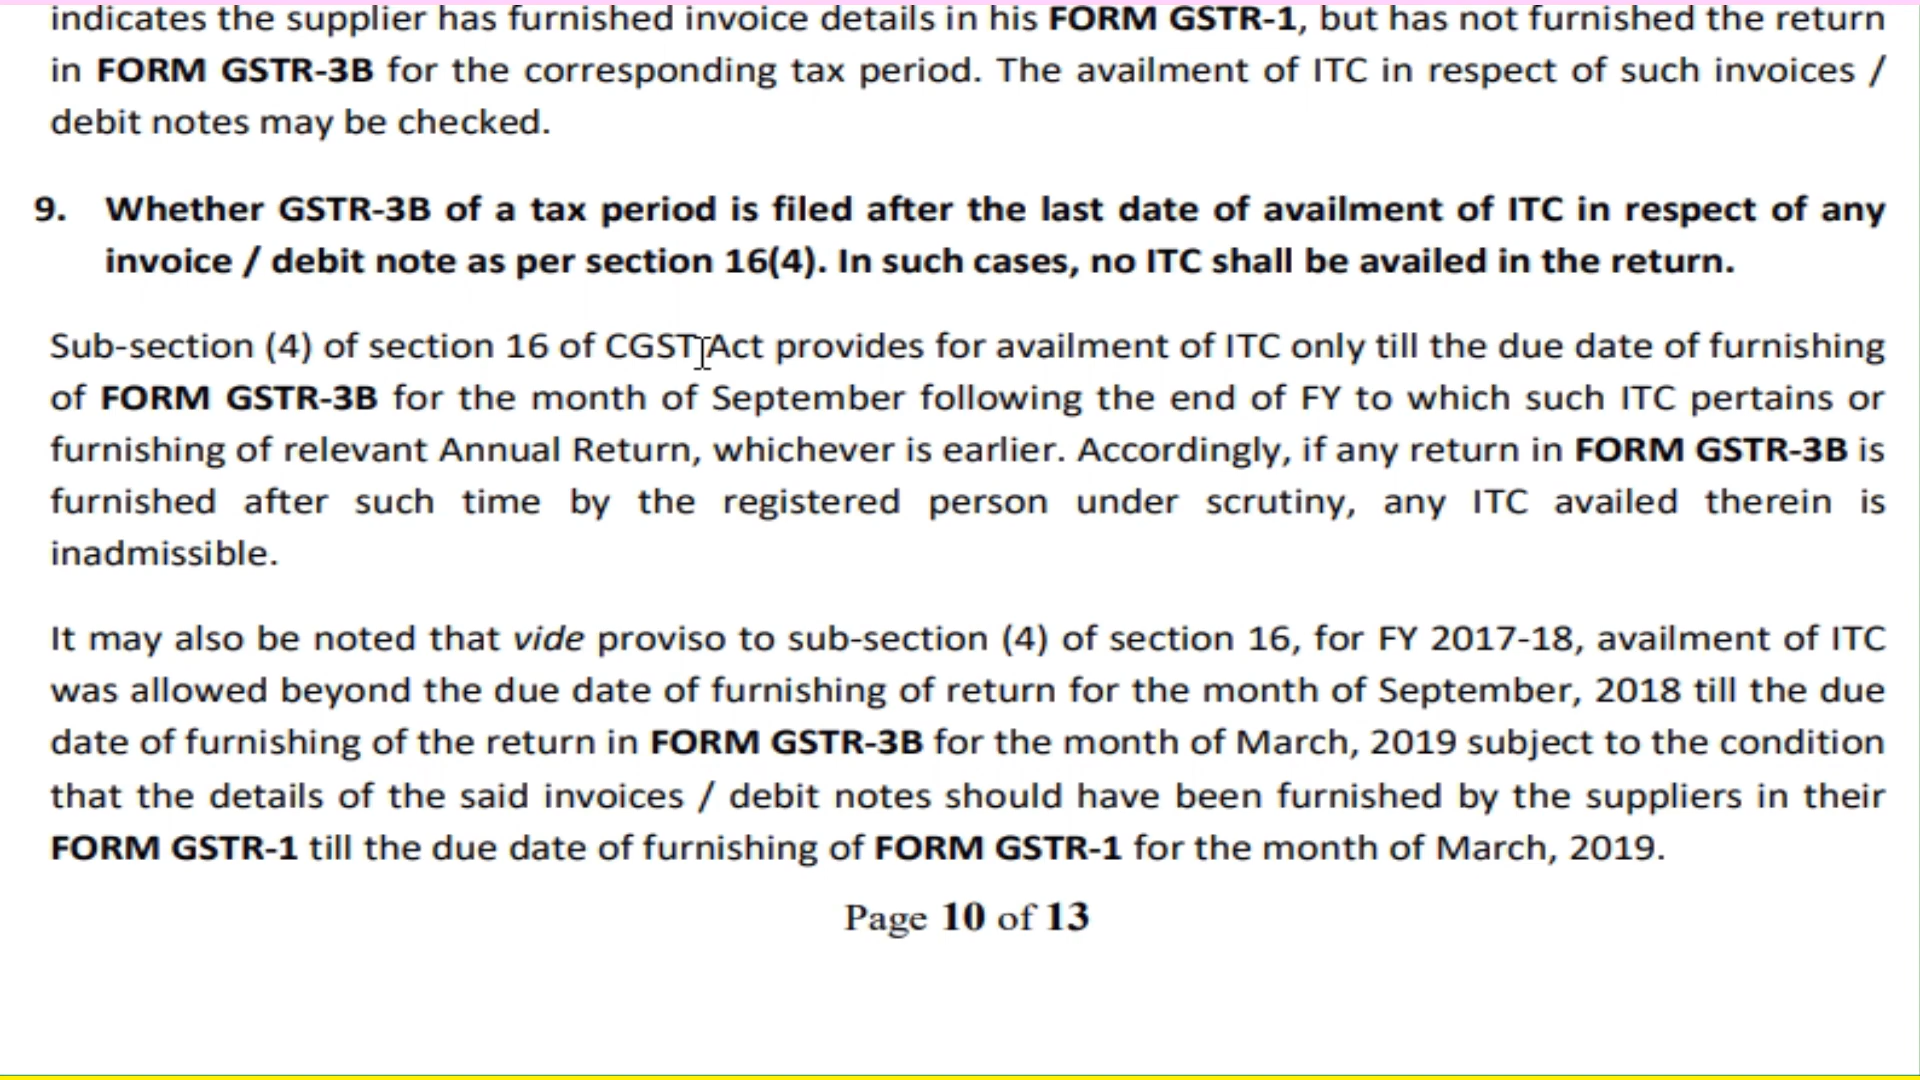 indicates the supplier has furnished invoice details in his FORM GSTR-1, but has not furnished the return
in FORM GSTR-3B for the corresponding tax period. The availment of ITC in respect of such invoices /
debit notes may be checked.
9. Whether GSTR-3B of a tax period is filed after the last date of availment of ITC in respect of any
invoice / debit note as per section 16(4). In such cases, no ITC shall be availed in the return.
Sub-section (4) of section 16 of CGST Act provides for availment of ITC only till the due date of furnishing
of FORM GSTR-3B for the month of September following the end of FY to which such ITC pertains or
furnishing of relevant Annual Return, whichever is earlier. Accordingly, if any return in FORM GSTR-3B is
furnished after such time by the registered person under scrutiny, any ITC availed therein is
inadmissible.
It may also be noted that vide proviso to sub-section (4) of section 16, for FY 2017-18, availment of ITC
was allowed beyond the due date of furnishing of return for the month of September, 2018 till the due
date of furnishing of the return in FORM GSTR-3B for the month of March, 2019 subject to the condition
that the details of the said invoices / debit notes should have been furnished by the suppliers in their
FORM GSTR-1 till the due date of furnishing of FORM GSTR-1 for the month of March, 2019.
Page 10 of 13